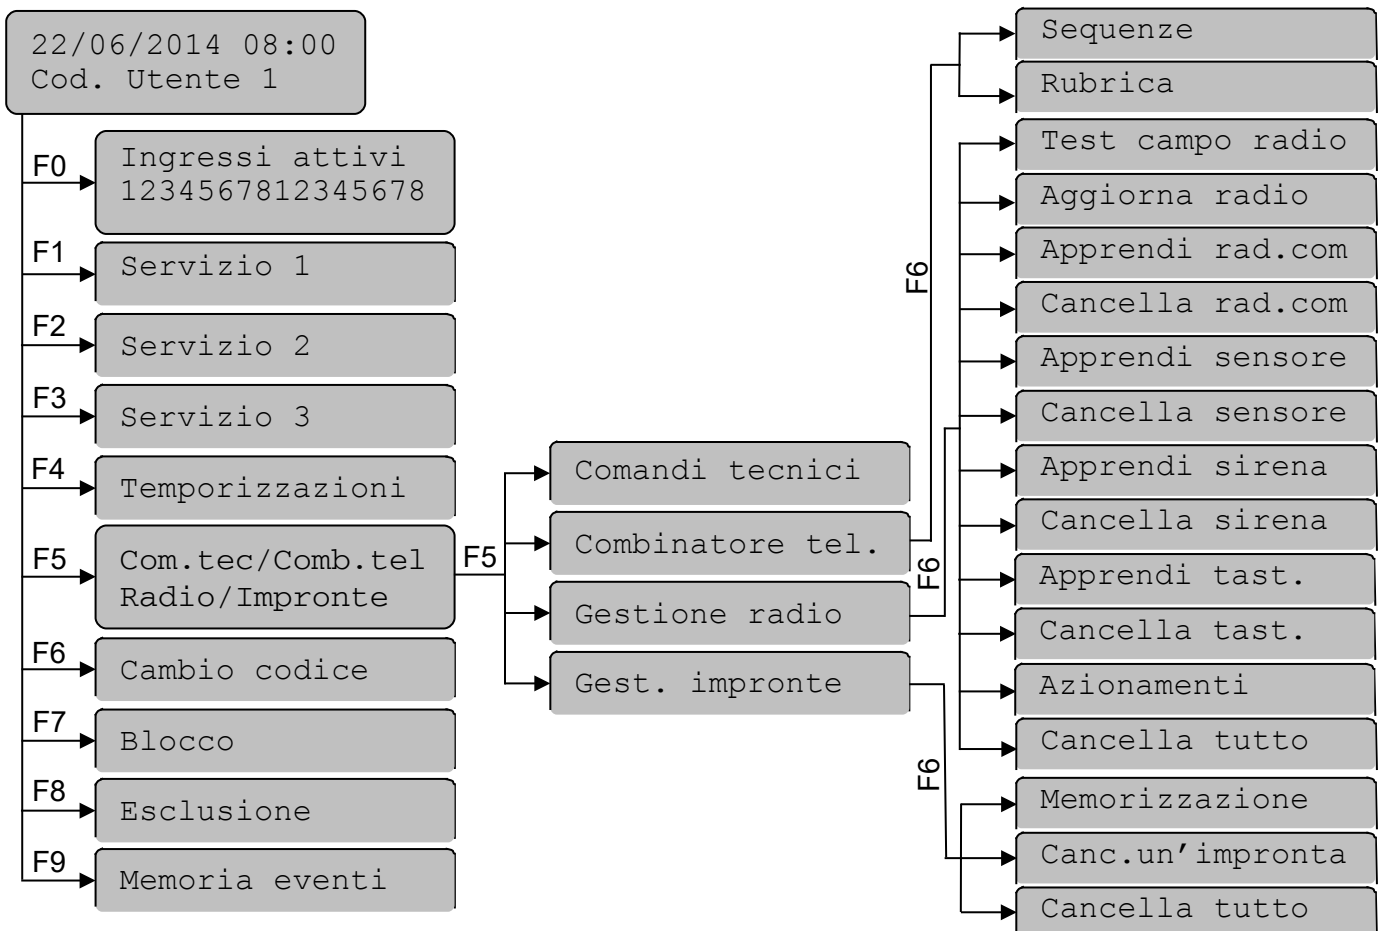 22/06/2014 08:00
Cod. Utente 1
F0
Ingressi attivi
1234567812345678
F1
Servizio 1
F2
Servizio 2
F3
Servizio 3
F4
Temporizzazioni
F5
Com.tec/Comb.tel
Radio/Impronte
F6
Cambio codice
F7
Blocco
F8
Esclusione
F9
Memoria eventi
F5
Comandi tecnici
Combinatore tel.
Gestione radio
Gest. impronte
F6
Sequenze
Rubrica
F6
Test campo radio
Aggiorna radio
Apprendi rad.com
Cancella rad.com
Apprendi sensore
Cancella sensore
Apprendi sirena
Cancella sirena
Apprendi tast.
Cancella tast.
Azionamenti
Cancella tutto
F6
Memorizzazione
Canc.un’impronta
Cancella tutto